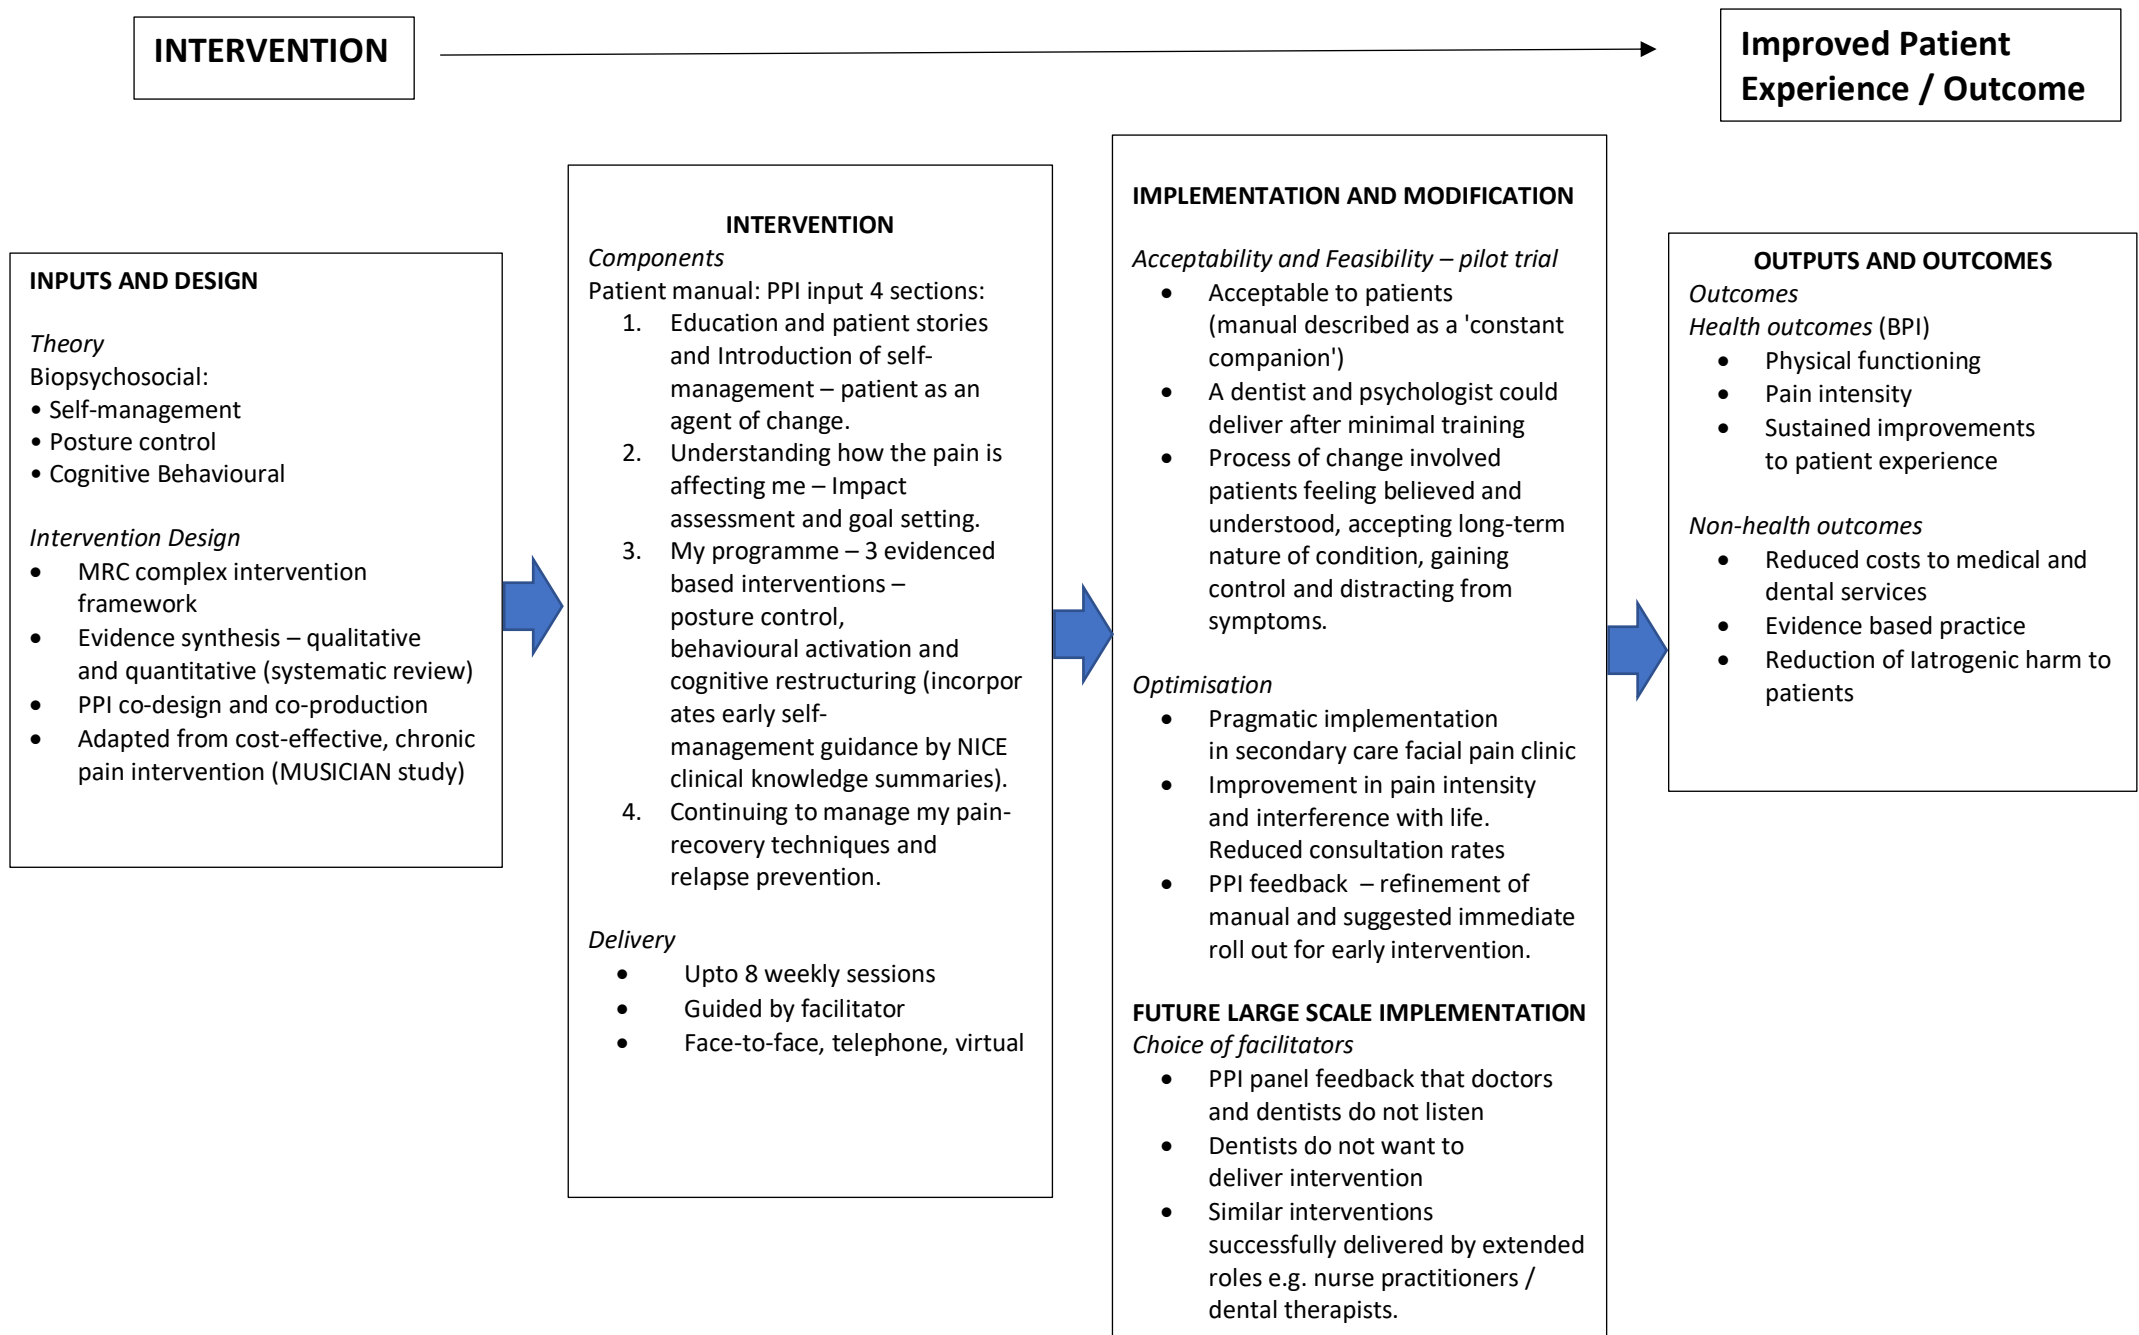 INTERVENTION
Improved Patient
Experience / Outcome
INPUTS AND DESIGN
Theory
Biopsychosocial:
• Self-management
• Posture control
• Cognitive Behavioural
Intervention Design
• MRC complex intervention
framework
• Evidence synthesis – qualitative
and quantitative (systematic review)
• PPI co-design and co-production
• Adapted from cost-effective, chronic
pain intervention (MUSICIAN study)
INTERVENTION
Components
Patient manual: PPI input 4 sections:
1. Education and patient stories
and Introduction of self-
management – patient as an
agent of change.
2. Understanding how the pain is
affecting me – Impact
assessment and goal setting.
3. My programme – 3 evidenced
based interventions –
posture control,
behavioural activation and
cognitive restructuring (incorpor
ates early self-
management guidance by NICE
clinical knowledge summaries).
4. Continuing to manage my pain-
recovery techniques and
relapse prevention.
Delivery
• Upto 8 weekly sessions
• Guided by facilitator
• Face-to-face, telephone, virtual
IMPLEMENTATION AND MODIFICATION
Acceptability and Feasibility – pilot trial
• Acceptable to patients
(manual described as a 'constant
companion')
• A dentist and psychologist could
deliver after minimal training
• Process of change involved
patients feeling believed and
understood, accepting long-term
nature of condition, gaining
control and distracting from
symptoms.
Optimisation
• Pragmatic implementation
in secondary care facial pain clinic
• Improvement in pain intensity
and interference with life.
Reduced consultation rates
• PPI feedback – refinement of
manual and suggested immediate
roll out for early intervention.
FUTURE LARGE SCALE IMPLEMENTATION
Choice of facilitators
• PPI panel feedback that doctors
and dentists do not listen
• Dentists do not want to
deliver intervention
• Similar interventions
successfully delivered by extended
roles e.g. nurse practitioners /
dental therapists.
OUTPUTS AND OUTCOMES
Outcomes
Health outcomes (BPI)
• Physical functioning
• Pain intensity
• Sustained improvements
to patient experience
Non-health outcomes
• Reduced costs to medical and
dental services
• Evidence based practice
• Reduction of Iatrogenic harm to
patients